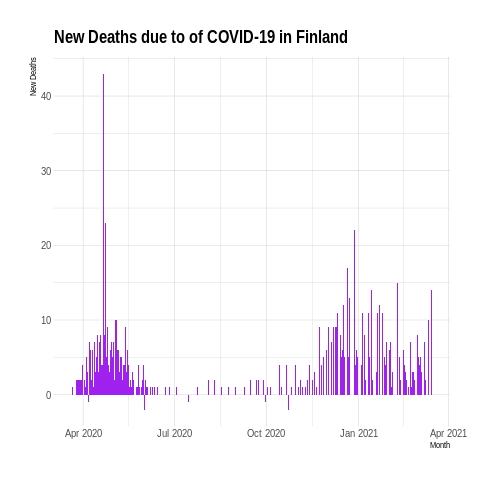 New Deaths due to of COVID-19 in Finland
New Deaths
40
30
20
10
0
Apr 2020
Jul 2020
Oct 2020
Jan 2021
Apr 2021
Month